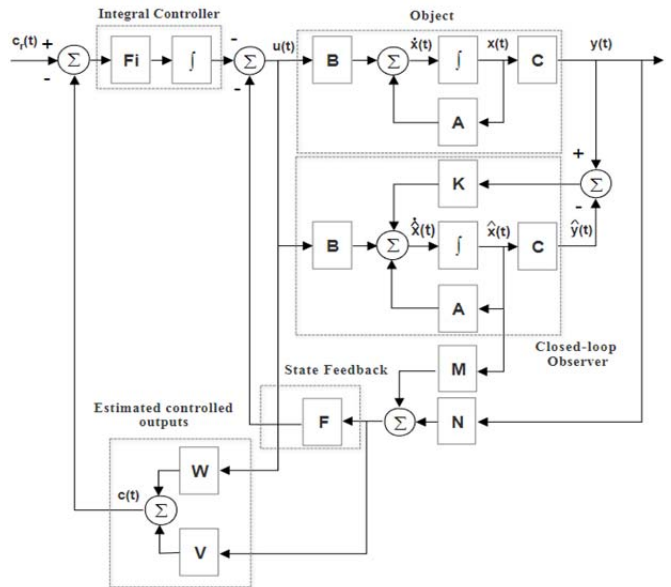 Integral Controller
Object
cr(t)
+
-
Σ
Fi
∫
-
-
Σ
u(t)
B
Σ
ẋ(t)
∫
x(t)
C
y(t)
A
K
+
-
Σ
B
Σ
x̂̇(t)
∫
x̂(t)
C
ŷ(t)
A
Closed-loop
Observer
M
State Feedback
F
Σ
N
Estimated controlled
outputs
W
c(t)
Σ
V